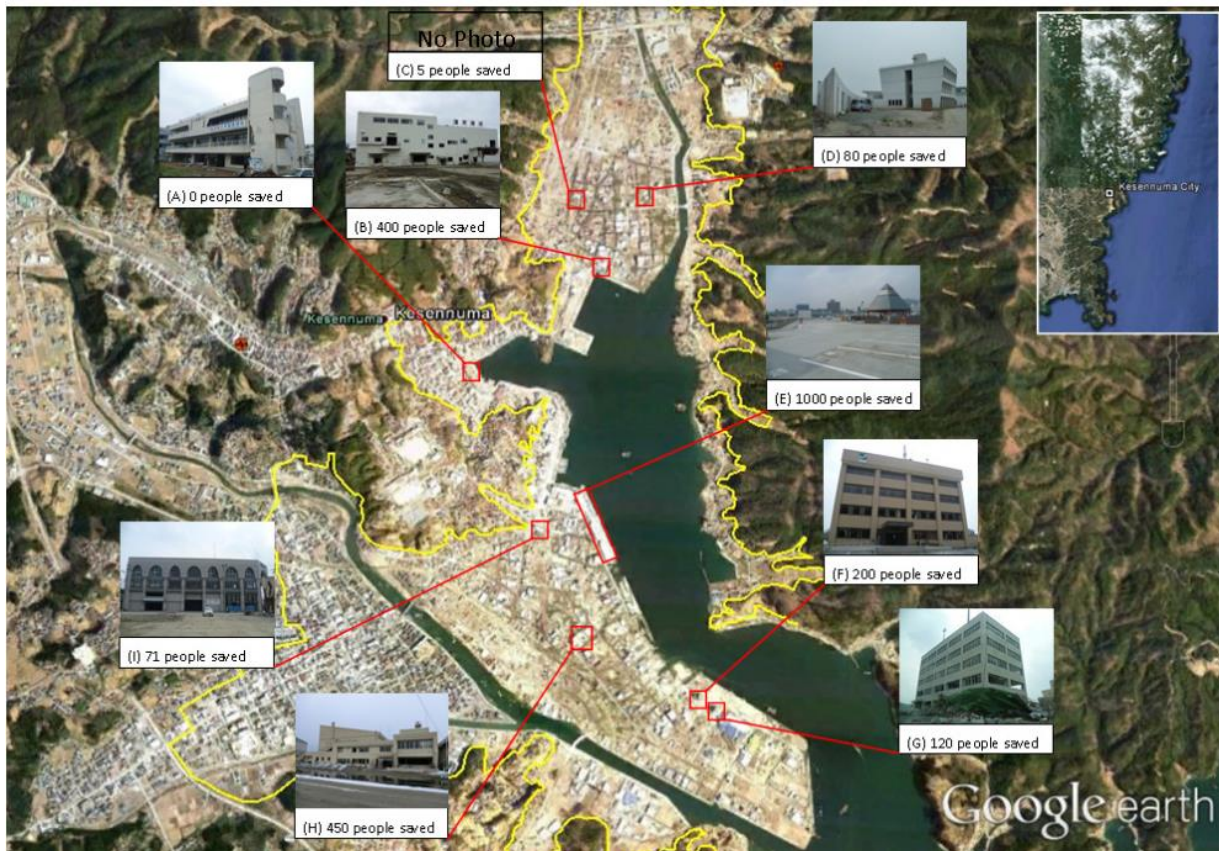 No Photo
(C) 5 people saved
(A) 0 people saved
(B) 400 people saved
(D) 80 people saved
Kesennuma City
Kesennuma Kesennuma
(E) 1000 people saved
(F) 200 people saved
(I) 71 people saved
(G) 120 people saved
(H) 450 people saved
Google earth